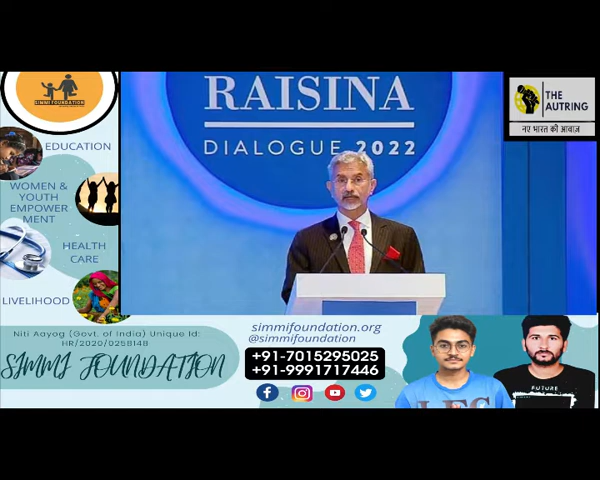 SIMMI FOUNDATION
EDUCATION
WOMEN &
YOUTH
EMPOWER
MENT
HEALTH
CARE
LIVELIHOOD
RAISINA
DIALOGUE 2022
THE
AUTRING
नए भारत की आवाज़
Niti Aayog (Govt. of India) Unique Id:
HR/2020/0258148
SIMMI FOUNDATION
simmifoundation.org
@simmifoundation
+91-7015295025
+91-9991717446
FUTURE